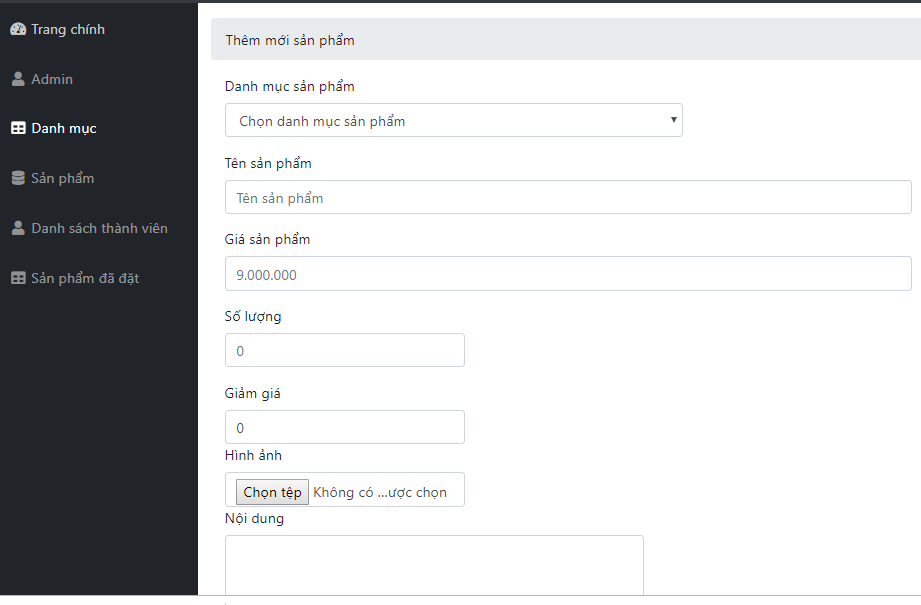 Trang chính
Admin
Danh mục
Sản phẩm
Danh sách thành viên
Sản phẩm đã đặt
Thêm mới sản phẩm
Danh mục sản phẩm
Chọn danh mục sản phẩm
Tên sản phẩm
Tên sản phẩm
Giá sản phẩm
9.000.000
Số lượng
0
Giảm giá
0
Hình ảnh
Chọn tệp Không có ...ược chọn
Nội dung